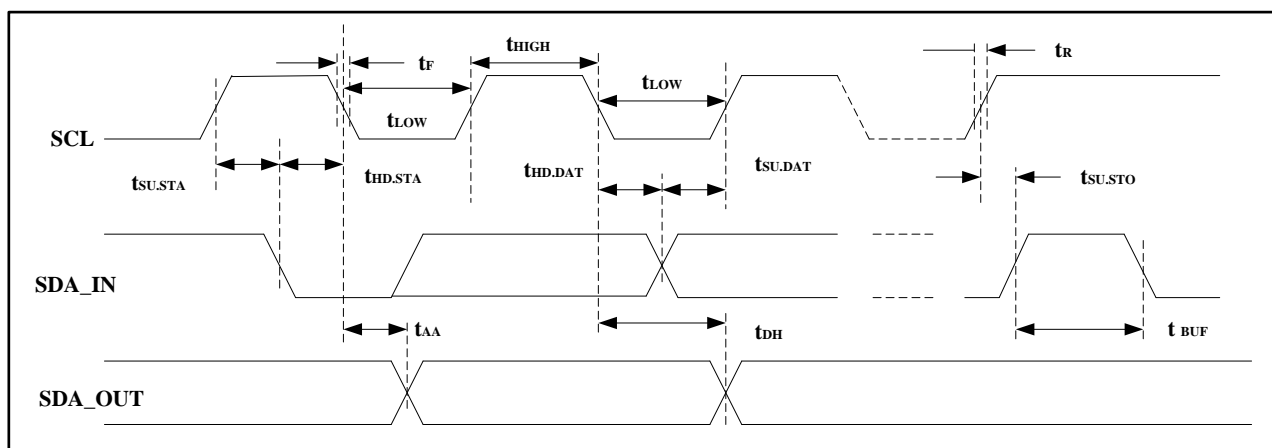 tHIGH
tF
tR
tLOW
tLOW
SCL
tSU.STA
tHD.STA
tHD.DAT
tSU.DAT
tSU.STO
SDA_IN
tAA
tDH
t BUF
SDA_OUT